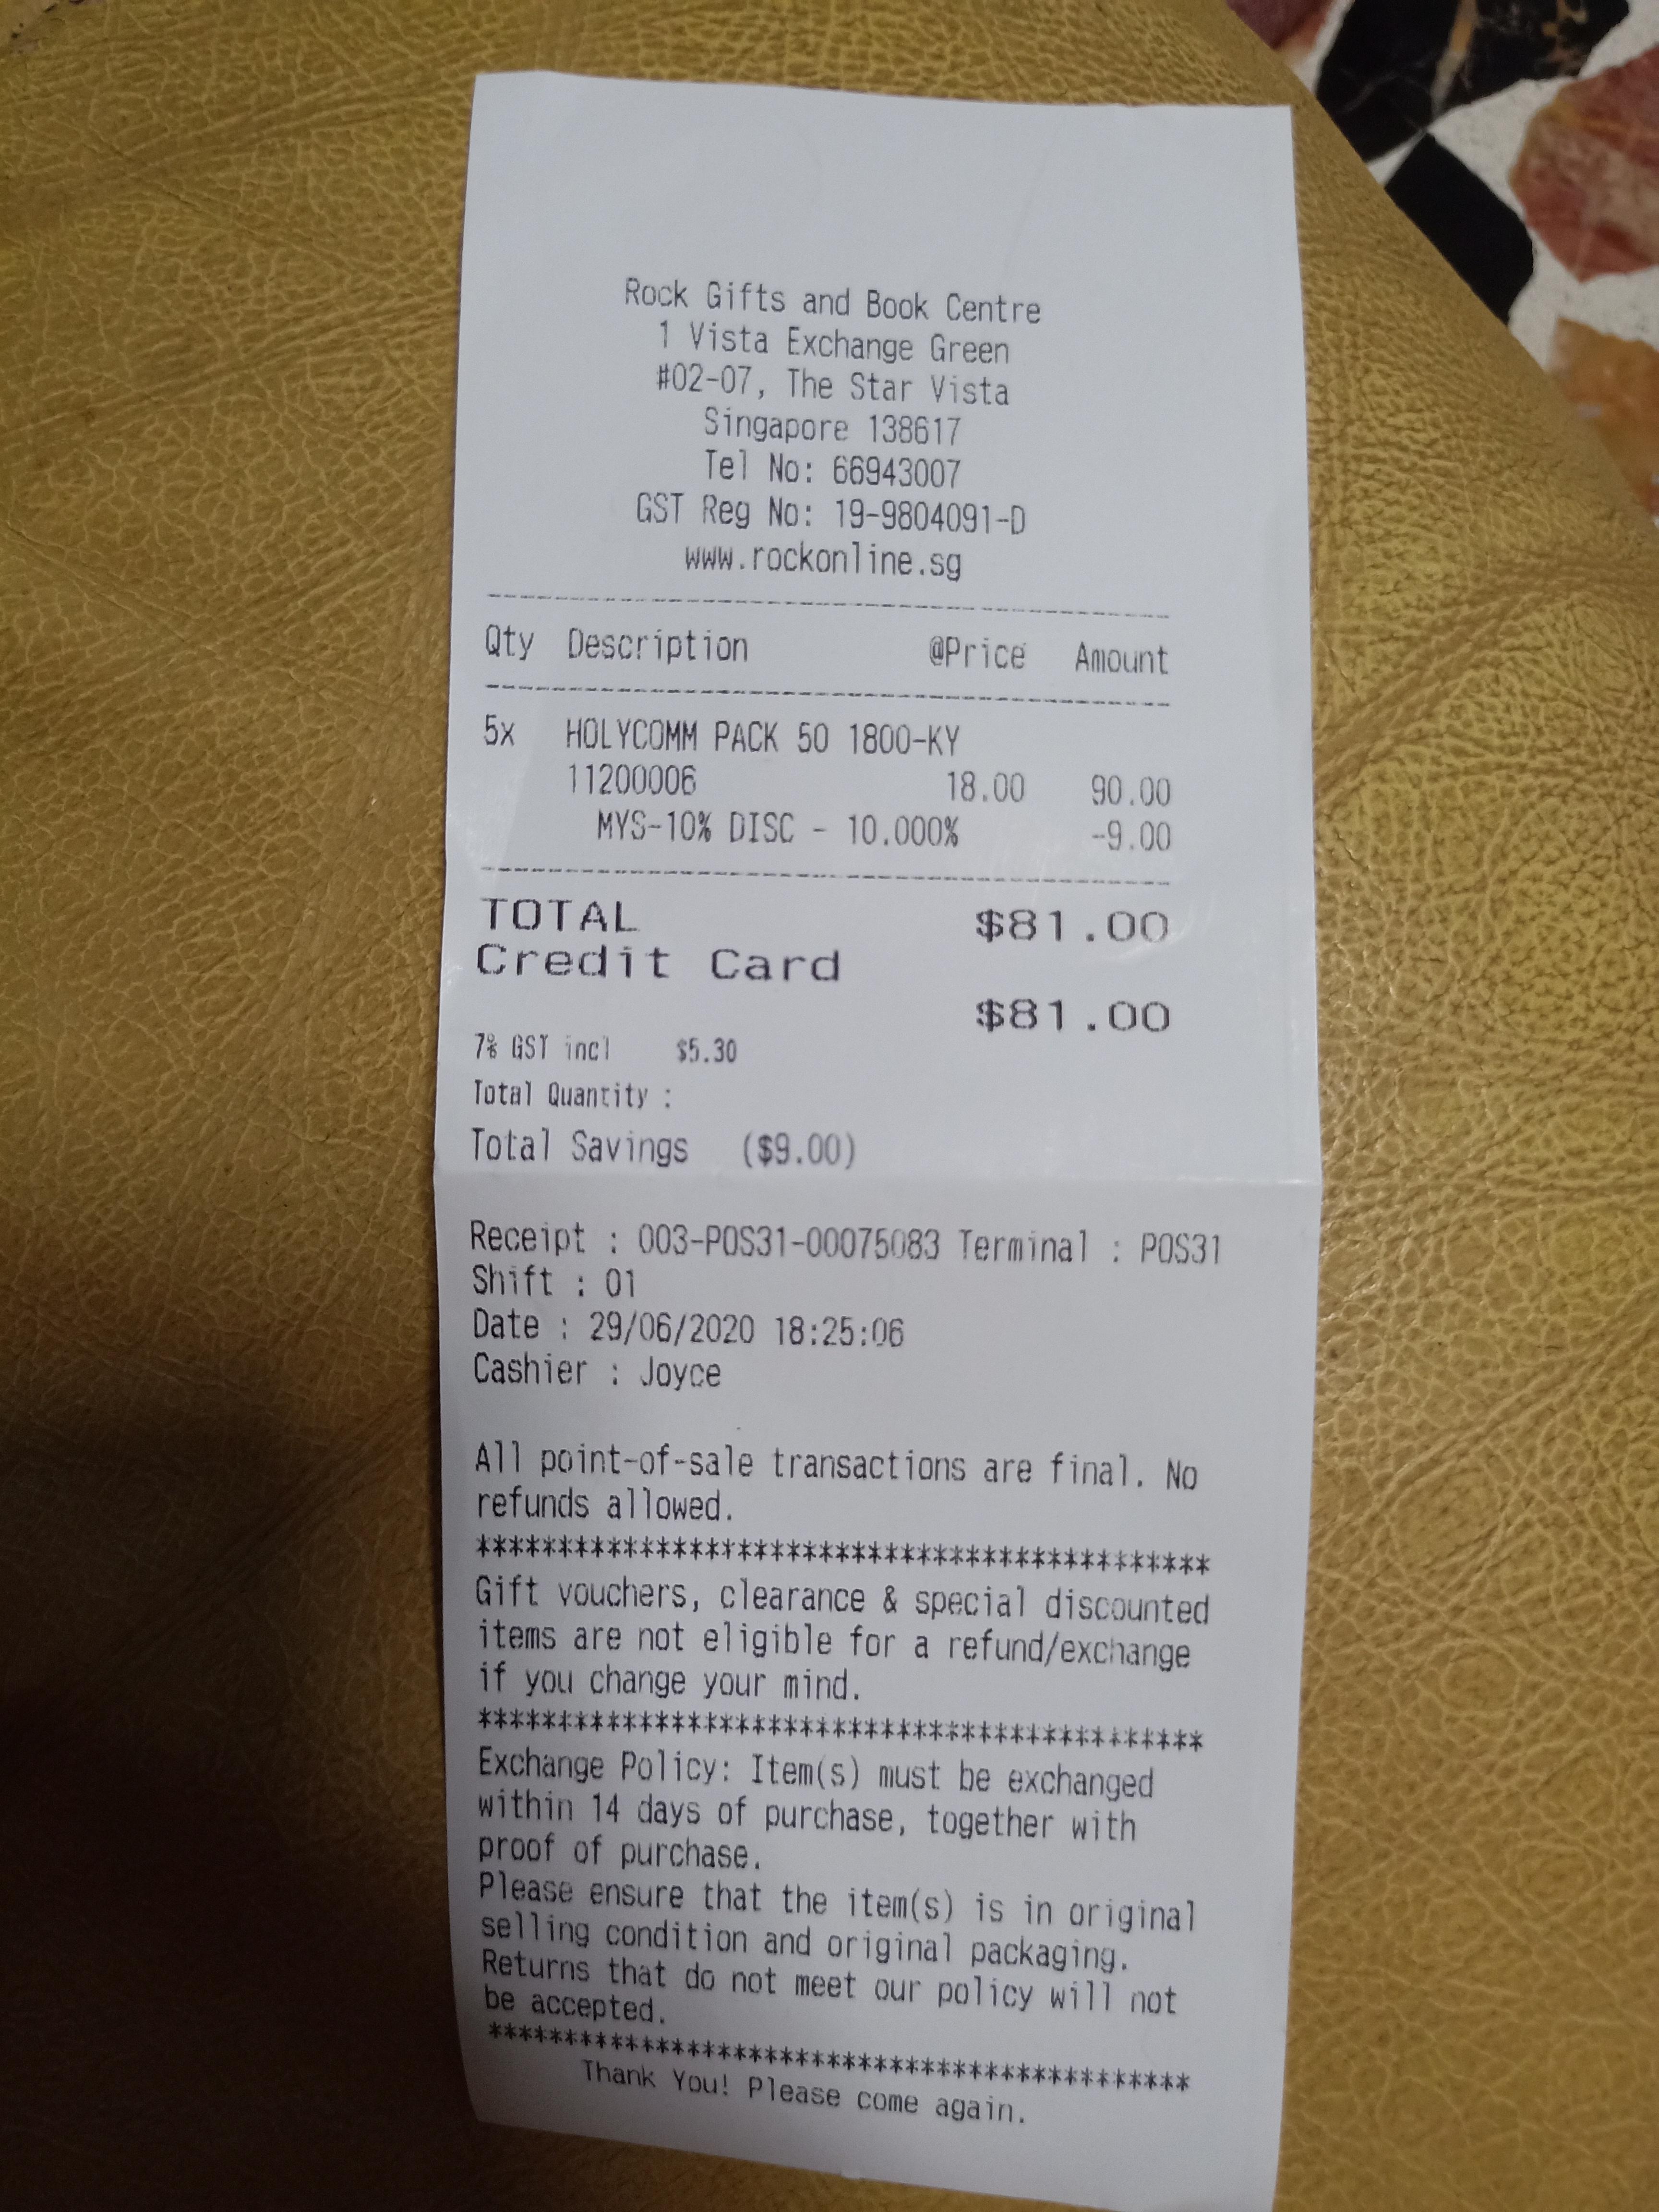 Rock Gifts and Book Centre
1 Vista Exchange Green
#02-07, The Star Vista
Singapore 138617
Tel No: 66943007
GST Reg No: 19-9804091-D
www.rockonline.sg
Qty Description @Price Amount
5x HOLYCOMM PACK 50 1800-KY
11200006 18.00 90.00
MYS-10% DISC - 10.000% -9.00
TOTAL $81.00
Credit Card
$81.00
7% GST incl $5.30
Total Quantity :
Total Savings ($9.00)
Receipt : 003-POS31-00075083 Terminal : POS31
Shift : 01
Date : 29/06/2020 18:25:06
Cashier : Joyce
All point-of-sale transactions are final. No
refunds allowed.
*********************************************
Gift vouchers, clearance & special discounted
items are not eligible for a refund/exchange
if you change your mind.
*********************************************
Exchange Policy: Item(s) must be exchanged
within 14 days of purchase, together with
proof of purchase.
Please ensure that the item(s) is in original
selling condition and original packaging.
Returns that do not meet our policy will not
be accepted.
*********************************************
Thank You! Please come again.